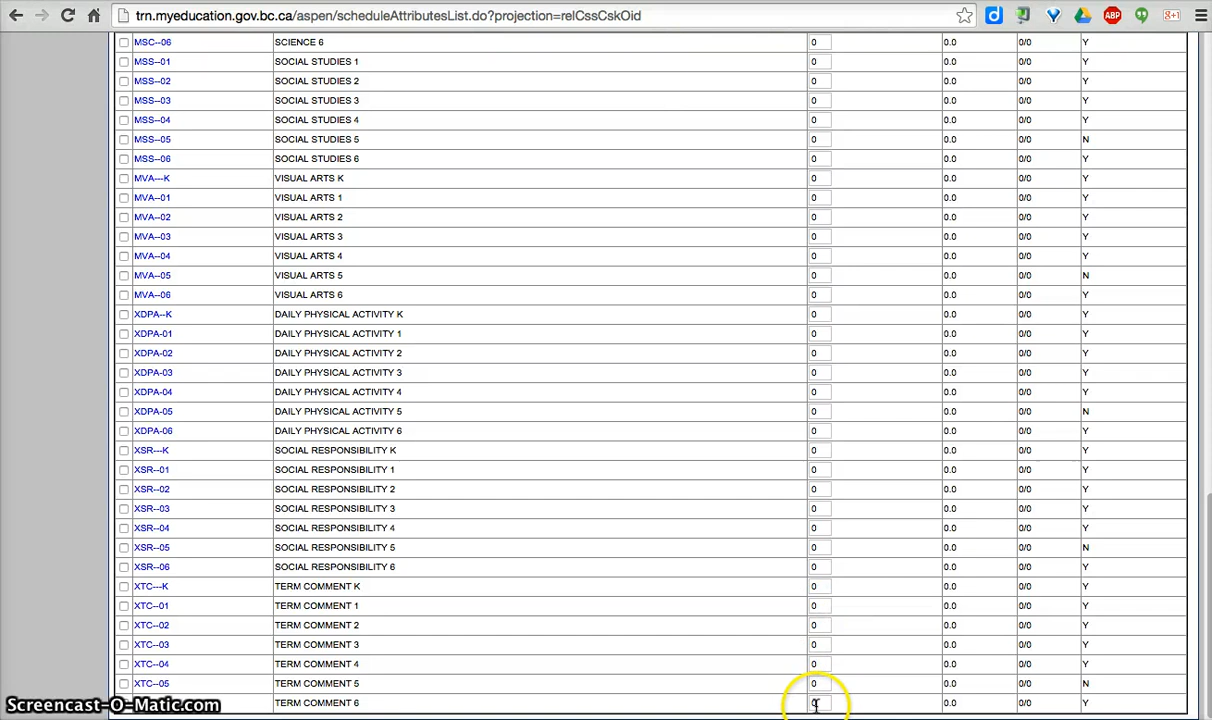 trn.myeducation.gov.bc.ca/aspen/scheduleAttributesList.do?projection=relCssCskOid
MSC--06 SCIENCE 6 0 0.0 0/0 Y
MSS--01 SOCIAL STUDIES 1 0 0.0 0/0 Y
MSS--02 SOCIAL STUDIES 2 0 0.0 0/0 Y
MSS--03 SOCIAL STUDIES 3 0 0.0 0/0 Y
MSS--04 SOCIAL STUDIES 4 0 0.0 0/0 Y
MSS--05 SOCIAL STUDIES 5 0 0.0 0/0 N
MSS--06 SOCIAL STUDIES 6 0 0.0 0/0 Y
MVA---K VISUAL ARTS K 0 0.0 0/0 Y
MVA--01 VISUAL ARTS 1 0 0.0 0/0 Y
MVA--02 VISUAL ARTS 2 0 0.0 0/0 Y
MVA--03 VISUAL ARTS 3 0 0.0 0/0 Y
MVA--04 VISUAL ARTS 4 0 0.0 0/0 Y
MVA--05 VISUAL ARTS 5 0 0.0 0/0 N
MVA--06 VISUAL ARTS 6 0 0.0 0/0 Y
XDPA--K DAILY PHYSICAL ACTIVITY K 0 0.0 0/0 Y
XDPA-01 DAILY PHYSICAL ACTIVITY 1 0 0.0 0/0 Y
XDPA-02 DAILY PHYSICAL ACTIVITY 2 0 0.0 0/0 Y
XDPA-03 DAILY PHYSICAL ACTIVITY 3 0 0.0 0/0 Y
XDPA-04 DAILY PHYSICAL ACTIVITY 4 0 0.0 0/0 Y
XDPA-05 DAILY PHYSICAL ACTIVITY 5 0 0.0 0/0 N
XDPA-06 DAILY PHYSICAL ACTIVITY 6 0 0.0 0/0 Y
XSR---K SOCIAL RESPONSIBILITY K 0 0.0 0/0 Y
XSR--01 SOCIAL RESPONSIBILITY 1 0 0.0 0/0 Y
XSR--02 SOCIAL RESPONSIBILITY 2 0 0.0 0/0 Y
XSR--03 SOCIAL RESPONSIBILITY 3 0 0.0 0/0 Y
XSR--04 SOCIAL RESPONSIBILITY 4 0 0.0 0/0 Y
XSR--05 SOCIAL RESPONSIBILITY 5 0 0.0 0/0 N
XSR--06 SOCIAL RESPONSIBILITY 6 0 0.0 0/0 Y
XTC---K TERM COMMENT K 0 0.0 0/0 Y
XTC--01 TERM COMMENT 1 0 0.0 0/0 Y
XTC--02 TERM COMMENT 2 0 0.0 0/0 Y
XTC--03 TERM COMMENT 3 0 0.0 0/0 Y
XTC--04 TERM COMMENT 4 0 0.0 0/0 Y
XTC--05 TERM COMMENT 5 0 0.0 0/0 N
TERM COMMENT 6 0.0 0/0 Y
Screencast-O-Matic.com
d ABP g+1